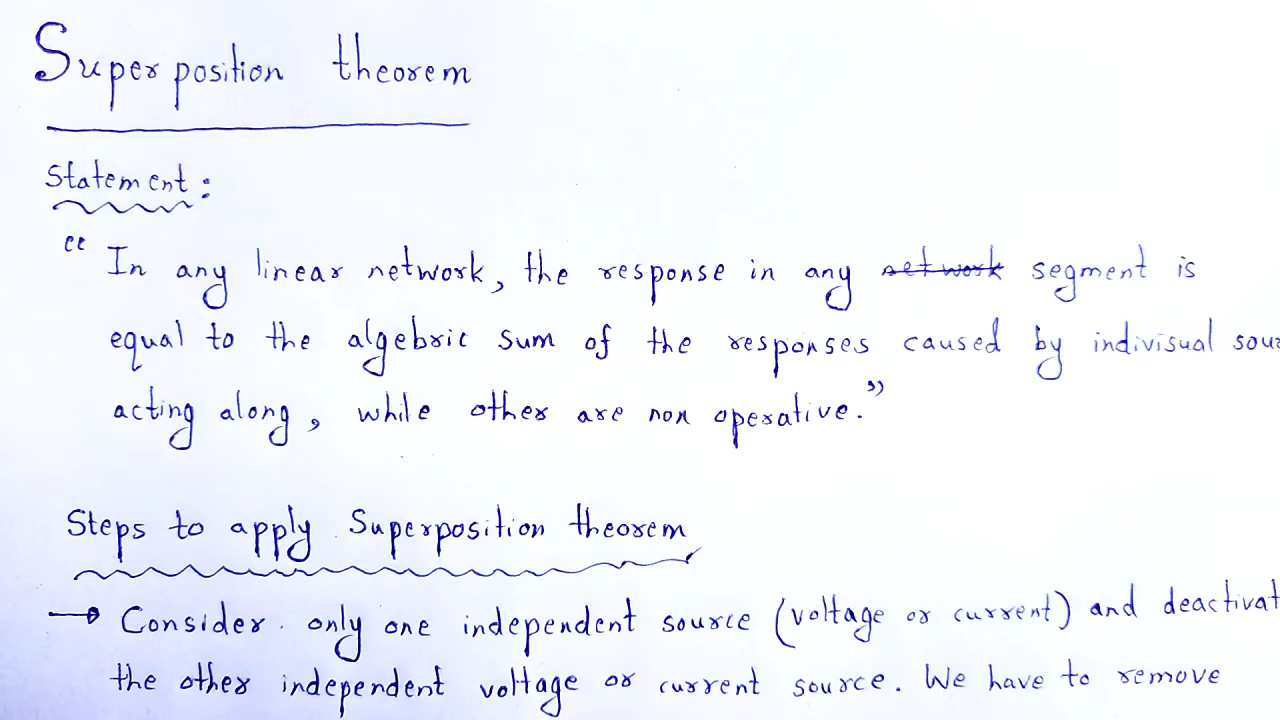 Superposition theorem
Statement:
“ In any linear network, the response in any network segment is
equal to the algebric sum of the responses caused by indivisual sou
acting along, while other are non operative.”
Steps to apply Superposition theorem
→ Consider only one independent source (voltage or current) and deactivat
the other independent voltage or current source. We have to remove